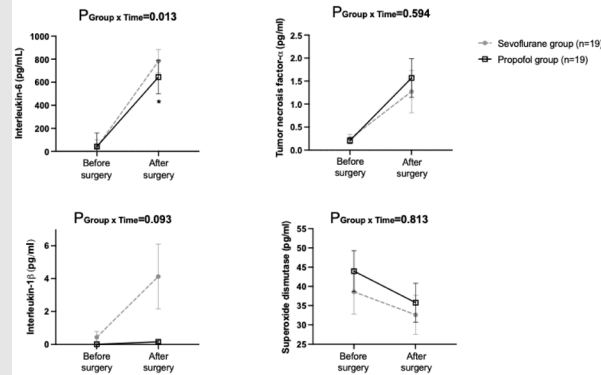 P Group x Time=0.013
Interleukin-6 (pg/mL)
1000
800
600
400
200
0
*
Before surgery
After surgery
P Group x Time=0.594
Tumor necrosis factor-α (pg/ml)
2.5
2.0
1.5
1.0
0.5
0.0
Before surgery
After surgery
Sevoflurane group (n=19)
Propofol group (n=19)
P Group x Time=0.093
Interleukin-1β (pg/ml)
6
4
2
0
Before surgery
After surgery
P Group x Time=0.813
Superoxide dismutase (pg/ml)
55
50
45
40
35
30
25
Before surgery
After surgery